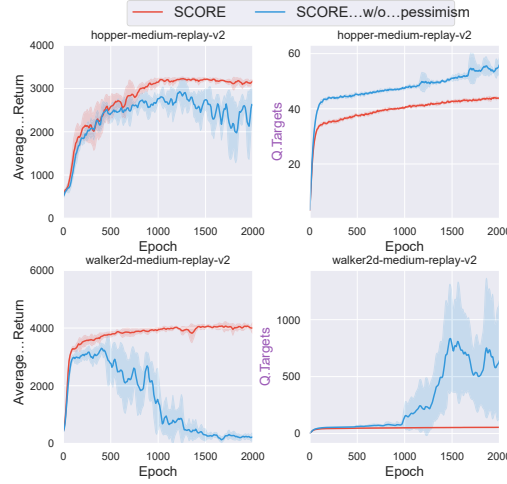 SCORE SCORE...w/o...pessimism
hopper-medium-replay-v2
4000
3000
2000
1000
0
Average...Return
0 500 1000 1500 2000
Epoch
hopper-medium-replay-v2
60
40
20
Q.Targets
0 500 1000 1500 2000
Epoch
walker2d-medium-replay-v2
6000
4000
2000
0
Average...Return
0 500 1000 1500 2000
Epoch
walker2d-medium-replay-v2
1000
500
0
Q.Targets
0 500 1000 1500 2000
Epoch